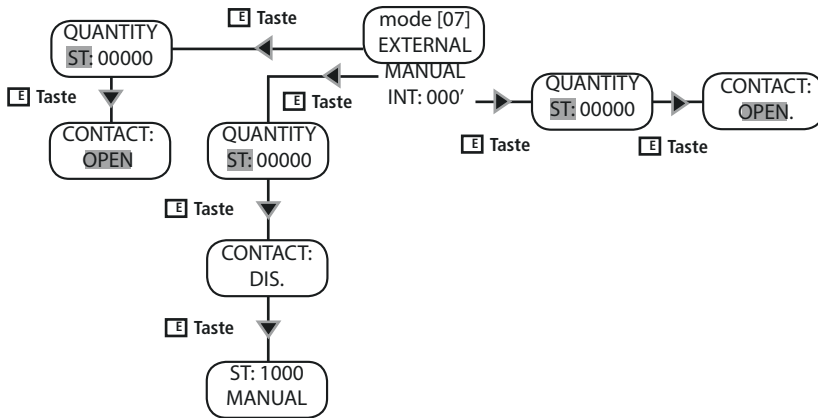 mode [07]
EXTERNAL
MANUAL
INT: 000'
E Taste
QUANTITY
ST: 00000
E Taste
CONTACT:
OPEN
E Taste
QUANTITY
ST: 00000
E Taste
CONTACT:
DIS.
E Taste
ST: 1000
MANUAL
E Taste
QUANTITY
ST: 00000
E Taste
CONTACT:
OPEN.